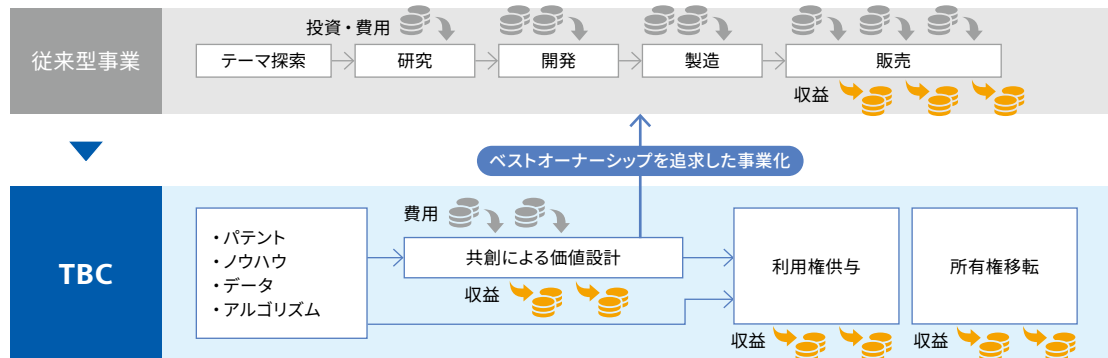 従来型事業
投資・費用
テーマ探索
研究
開発
製造
販売
収益
ベストオーナーシップを追求した事業化
TBC
・パテント
・ノウハウ
・データ
・アルゴリズム
費用
共創による価値設計
収益
利用権供与
収益
所有権移転
収益